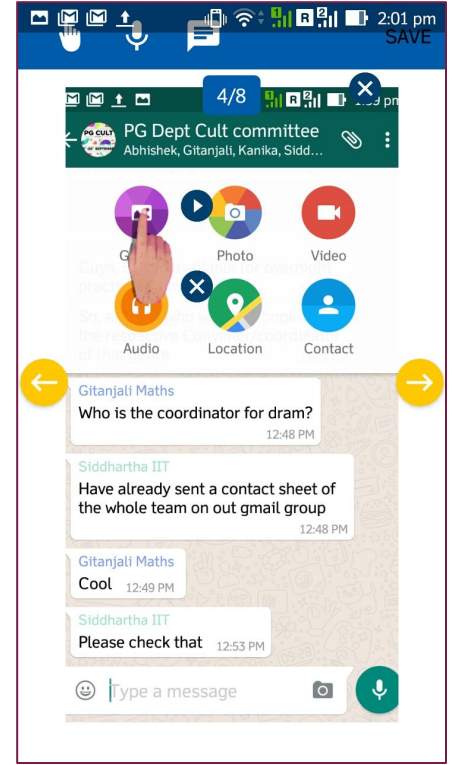 2:01 pm
SAVE
4/8
pm
PG CULT
PG Dept Cult committee
Abhishek, Gitanjali, Kanika, Sidd...
Photo
Video
Audio
Location
Contact
Gitanjali Maths
Who is the coordinator for dram?
12:48 PM
Siddhartha IIT
Have already sent a contact sheet of
the whole team on out gmail group
12:48 PM
Gitanjali Maths
Cool 12:49 PM
Siddhartha IIT
Please check that 12:53 PM
Type a message